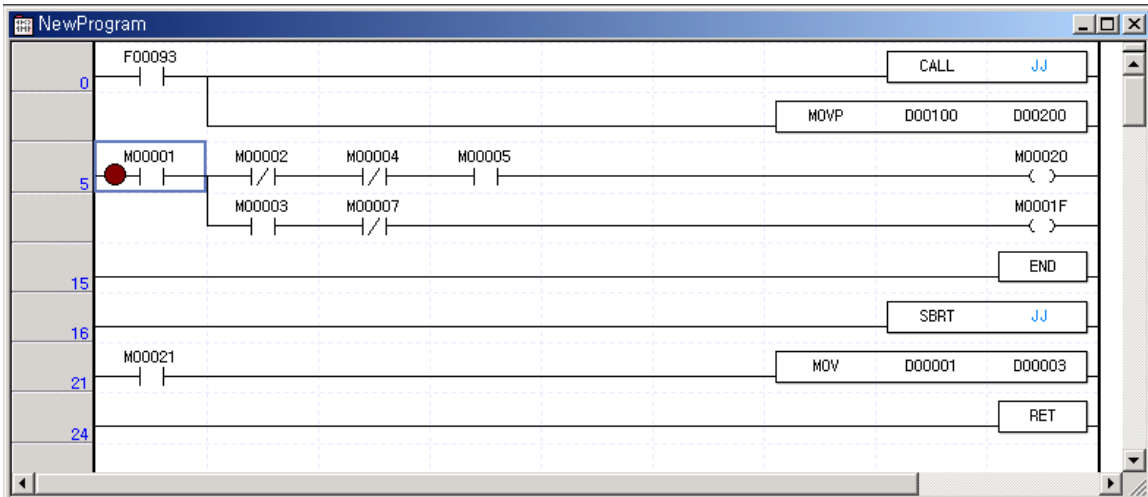 NewProgram
F00093
0
CALL JJ
MOVP D00100 D00200
M00001 M00002 M00004 M00005 M00020
5
M00003 M00007 M0001F
END
15
SBRT JJ
16
M00021
MOV D00001 D00003
21
RET
24